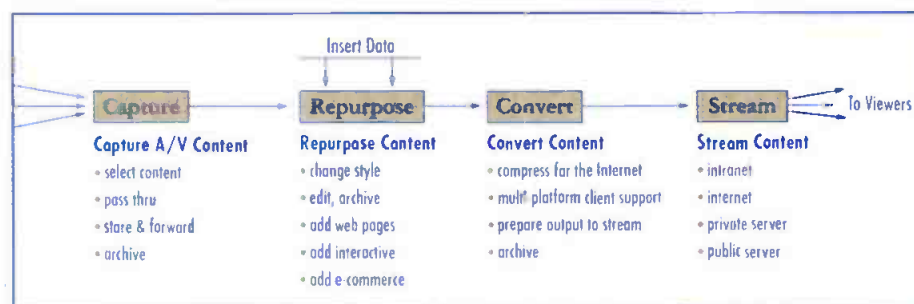 Insert Data
Capture
Repurpose
Convert
Stream
To Viewers
Capture A/V Content
• select content
• pass thru
• store & forward
• archive
Repurpose Content
• change style
• edit, archive
• add web pages
• add interactive
• add e-commerce
Convert Content
• compress for the Internet
• multi platform client support
• prepare output to stream
• archive
Stream Content
• intranet
• internet
• private server
• public server